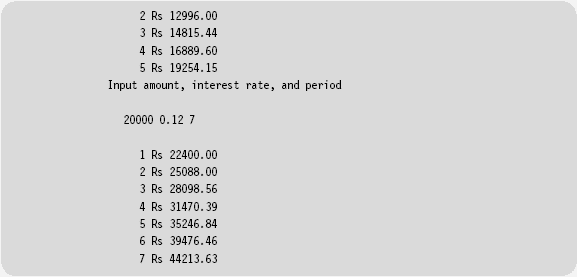 2 Rs 12996.00
3 Rs 14815.44
4 Rs 16889.60
5 Rs 19254.15
Input amount, interest rate, and period
20000 0.12 7
1 Rs 22400.00
2 Rs 25088.00
3 Rs 28098.56
4 Rs 31470.39
5 Rs 35246.84
6 Rs 39476.46
7 Rs 44213.63